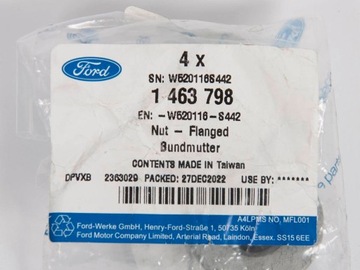 Ford
4 x
SN: W520116S442
1 463 798
EN: -W520116-S442
Nut - Flanged
Bundmutter
CONTENTS MADE IN Taiwan
DPVXB 2363029 PACKED: 27DEC2022 USE BY: *******
A4LPMS NO, MFL001
Ford-Werke GmbH, Henry-Ford-Straße 1, 50735 Köln
Ford Motor Company Limited, Arterial Road, Laindon, Essex. SS15 6EE